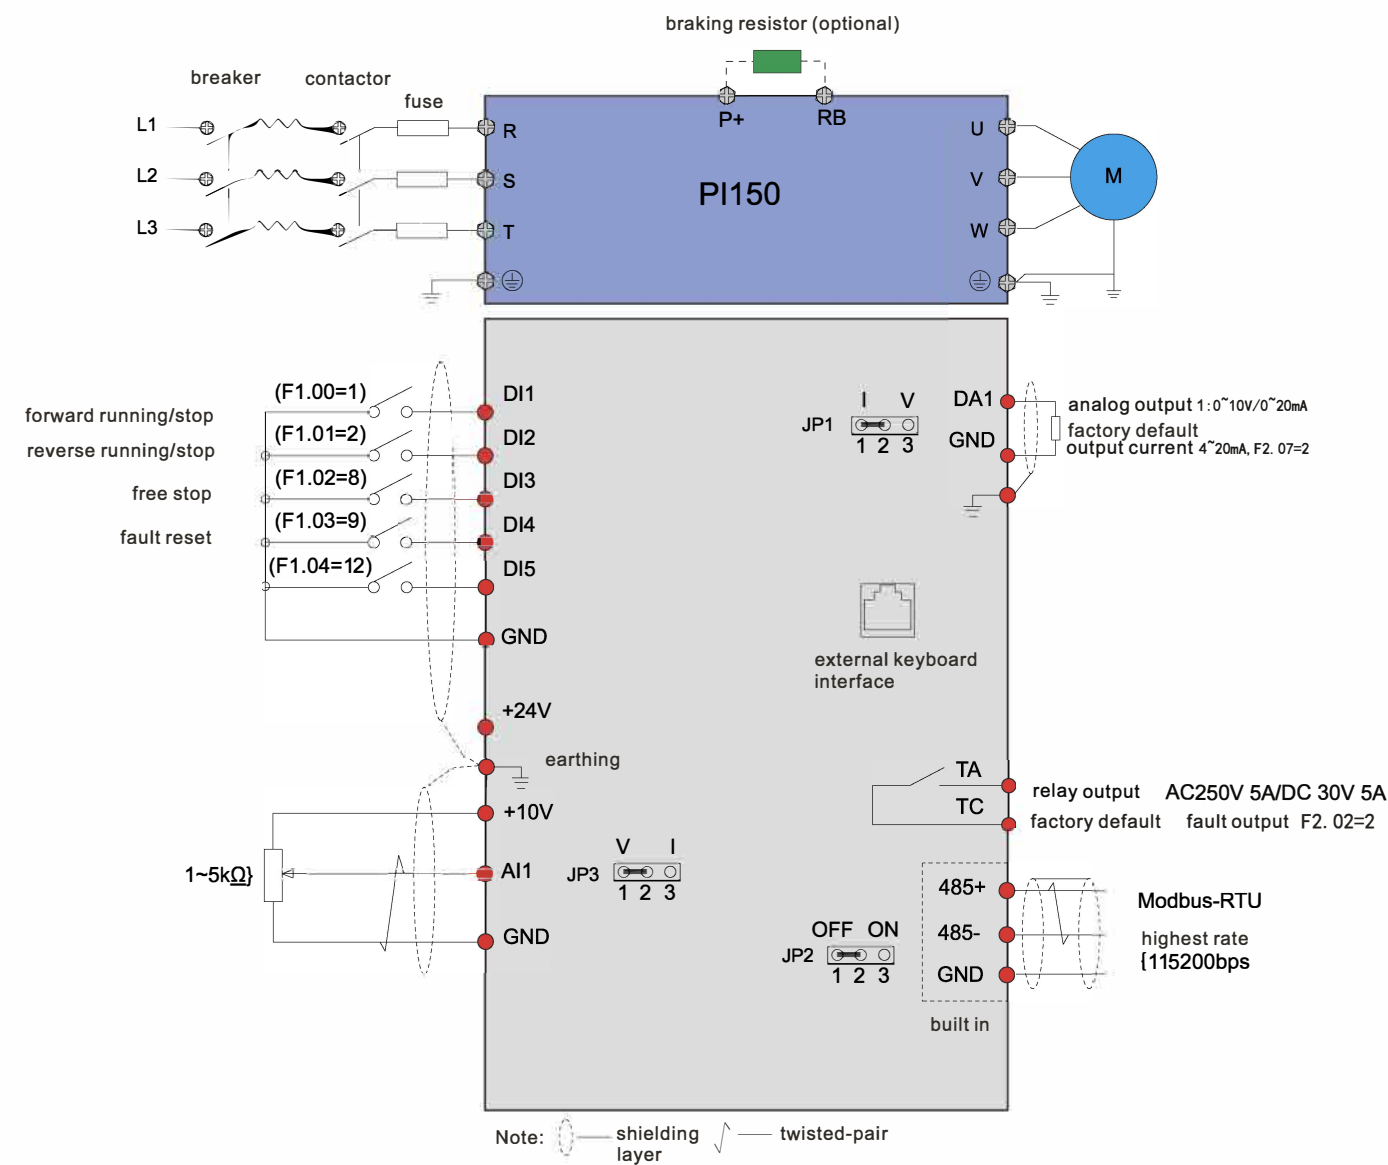 braking resistor (optional)
breaker
contactor
fuse
P+
RB
L1
R
U
L2
S
PI150
V
M
L3
T
W
(F1.00=1)
DI1
forward running/stop
(F1.01=2)
DI2
reverse running/stop
(F1.02=8)
DI3
free stop
(F1.03=9)
DI4
fault reset
(F1.04=12)
DI5
GND
+24V
earthing
+10V
1~5kΩ}
AI1
GND
V I
JP3
1 2 3
I V
JP1
1 2 3
DA1
GND
analog output 1:0~10V/0~20mA
factory default
output current 4~20mA, F2. 07=2
external keyboard
interface
TA
TC
relay output AC250V 5A/DC 30V 5A
factory default fault output F2. 02=2
OFF ON
JP2
1 2 3
485+
485-
GND
built in
Modbus-RTU
highest rate
{115200bps
Note: shielding
layer
twisted-pair